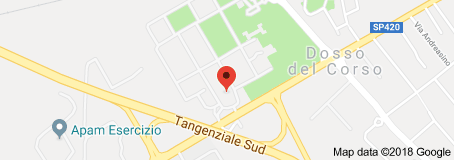 SP420
Via Andreasino
Dosso
del Corso
Apam Esercizio
Tangenziale Sud
Map data ©2018 Google